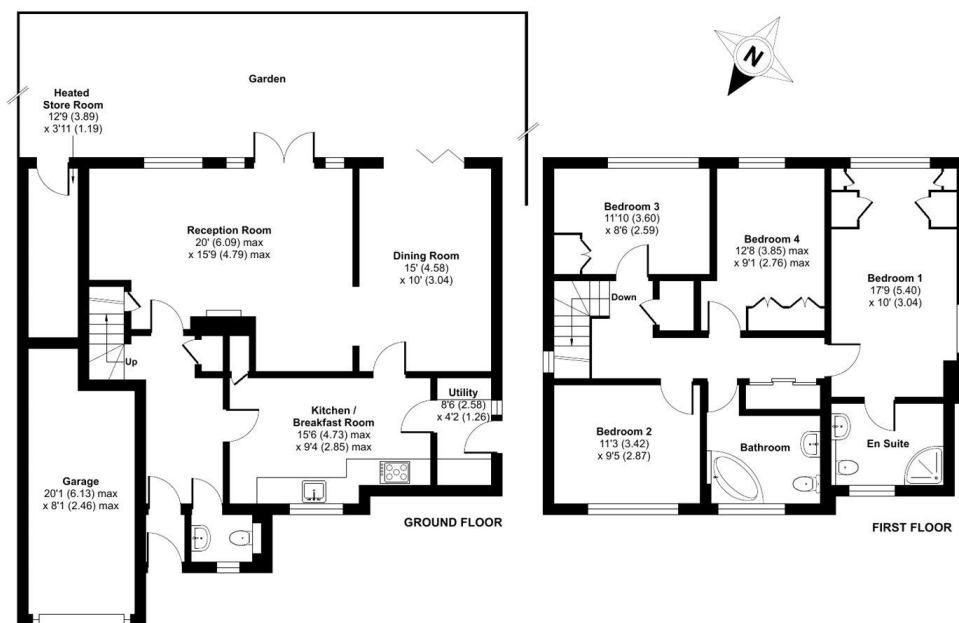 Garden
N
Heated
Store Room
12'9 (3.89)
x 3'11 (1.19)
Reception Room
20' (6.09) max
x 15'9 (4.79) max
Dining Room
15' (4.58)
x 10' (3.04)
Up
Kitchen /
Breakfast Room
15'6 (4.73) max
x 9'4 (2.85) max
Utility
8'6 (2.58)
x 4'2 (1.26)
Garage
20'1 (6.13) max
x 8'1 (2.46) max
GROUND FLOOR
Bedroom 3
11'10 (3.60)
x 8'6 (2.59)
Bedroom 4
12'8 (3.85) max
x 9'1 (2.76) max
Bedroom 1
17'9 (5.40)
x 10' (3.04)
Down
Bedroom 2
11'3 (3.42)
x 9'5 (2.87)
Bathroom
En Suite
FIRST FLOOR